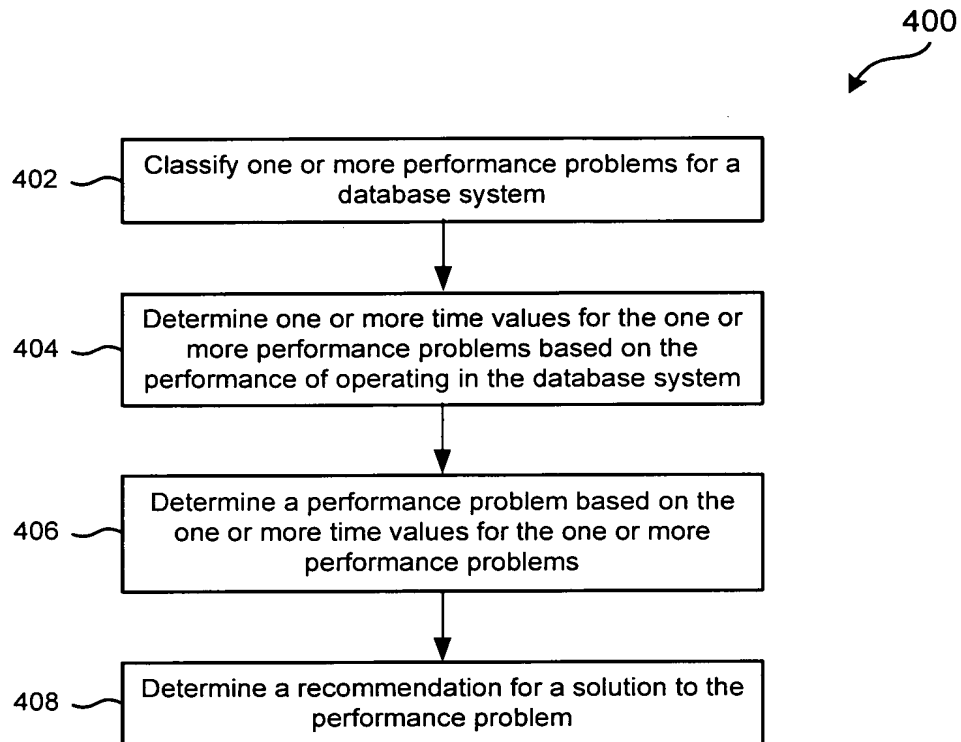 400
402
Classify one or more performance problems for a
database system
404
Determine one or more time values for the one or
more performance problems based on the
performance of operating in the database system
406
Determine a performance problem based on the
one or more time values for the one or more
performance problems
408
Determine a recommendation for a solution to the
performance problem